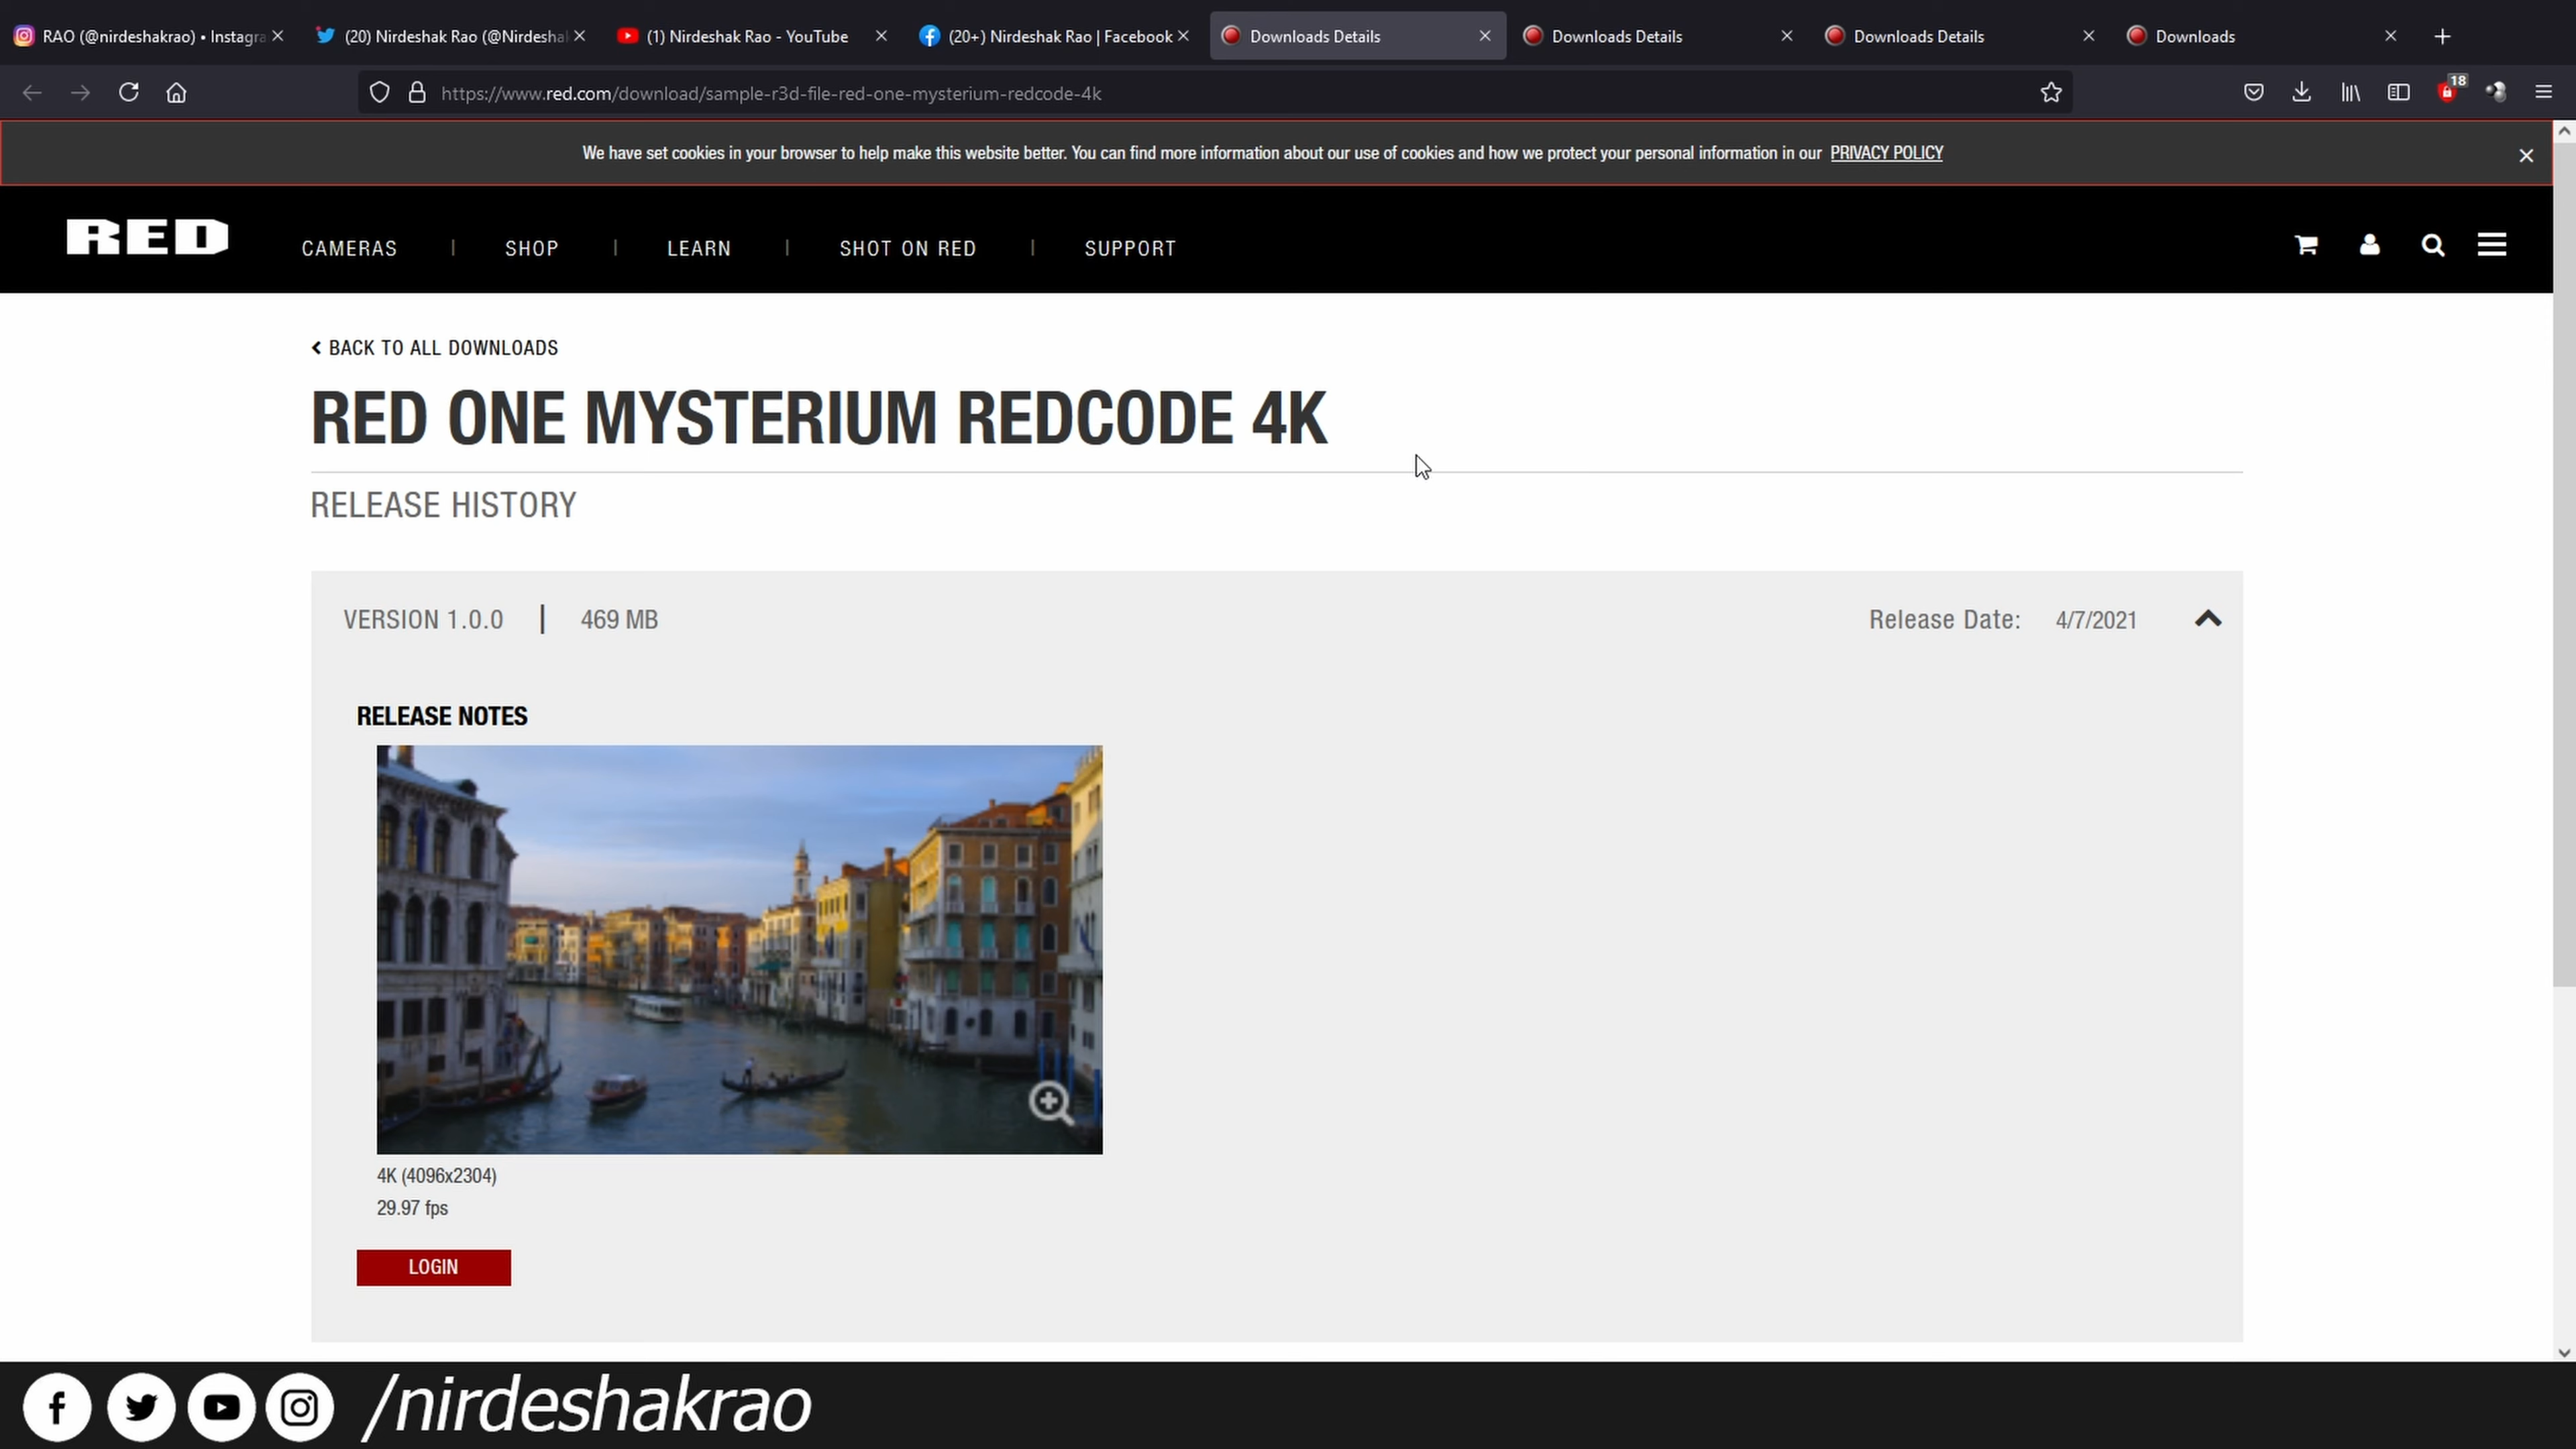 RAO (@nirdeshakrao) • Instagra
(20) Nirdeshak Rao (@Nirdeshak
(1) Nirdeshak Rao - YouTube
(20+) Nirdeshak Rao | Facebook
Downloads Details
Downloads Details
Downloads Details
Downloads
https://www.red.com/download/sample-r3d-file-red-one-mysterium-redcode-4k
18
We have set cookies in your browser to help make this website better. You can find more information about our use of cookies and how we protect your personal information in our PRIVACY POLICY
RED
CAMERAS | SHOP | LEARN | SHOT ON RED | SUPPORT
BACK TO ALL DOWNLOADS
RED ONE MYSTERIUM REDCODE 4K
RELEASE HISTORY
VERSION 1.0.0 | 469 MB
Release Date: 4/7/2021
RELEASE NOTES
4K (4096x2304)
29.97 fps
LOGIN
/nirdeshakrao